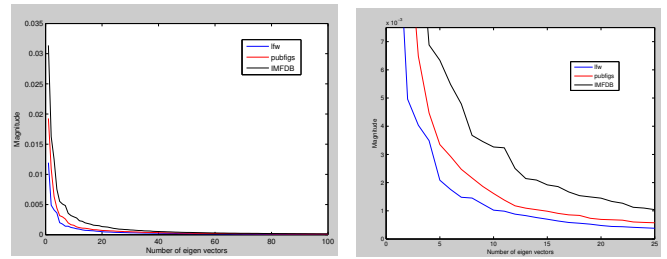 0.035
0.03
0.025
0.02
0.015
0.01
0.005
0
0 20 40 60 80 100
Magnitude
Number of eigen vectors
lfw
pubfigs
IMFDB
x 10⁻³
7
6
5
4
3
2
1
0
0 5 10 15 20 25
Magnitude
Number of eigen vectors
lfw
pubfigs
IMFDB